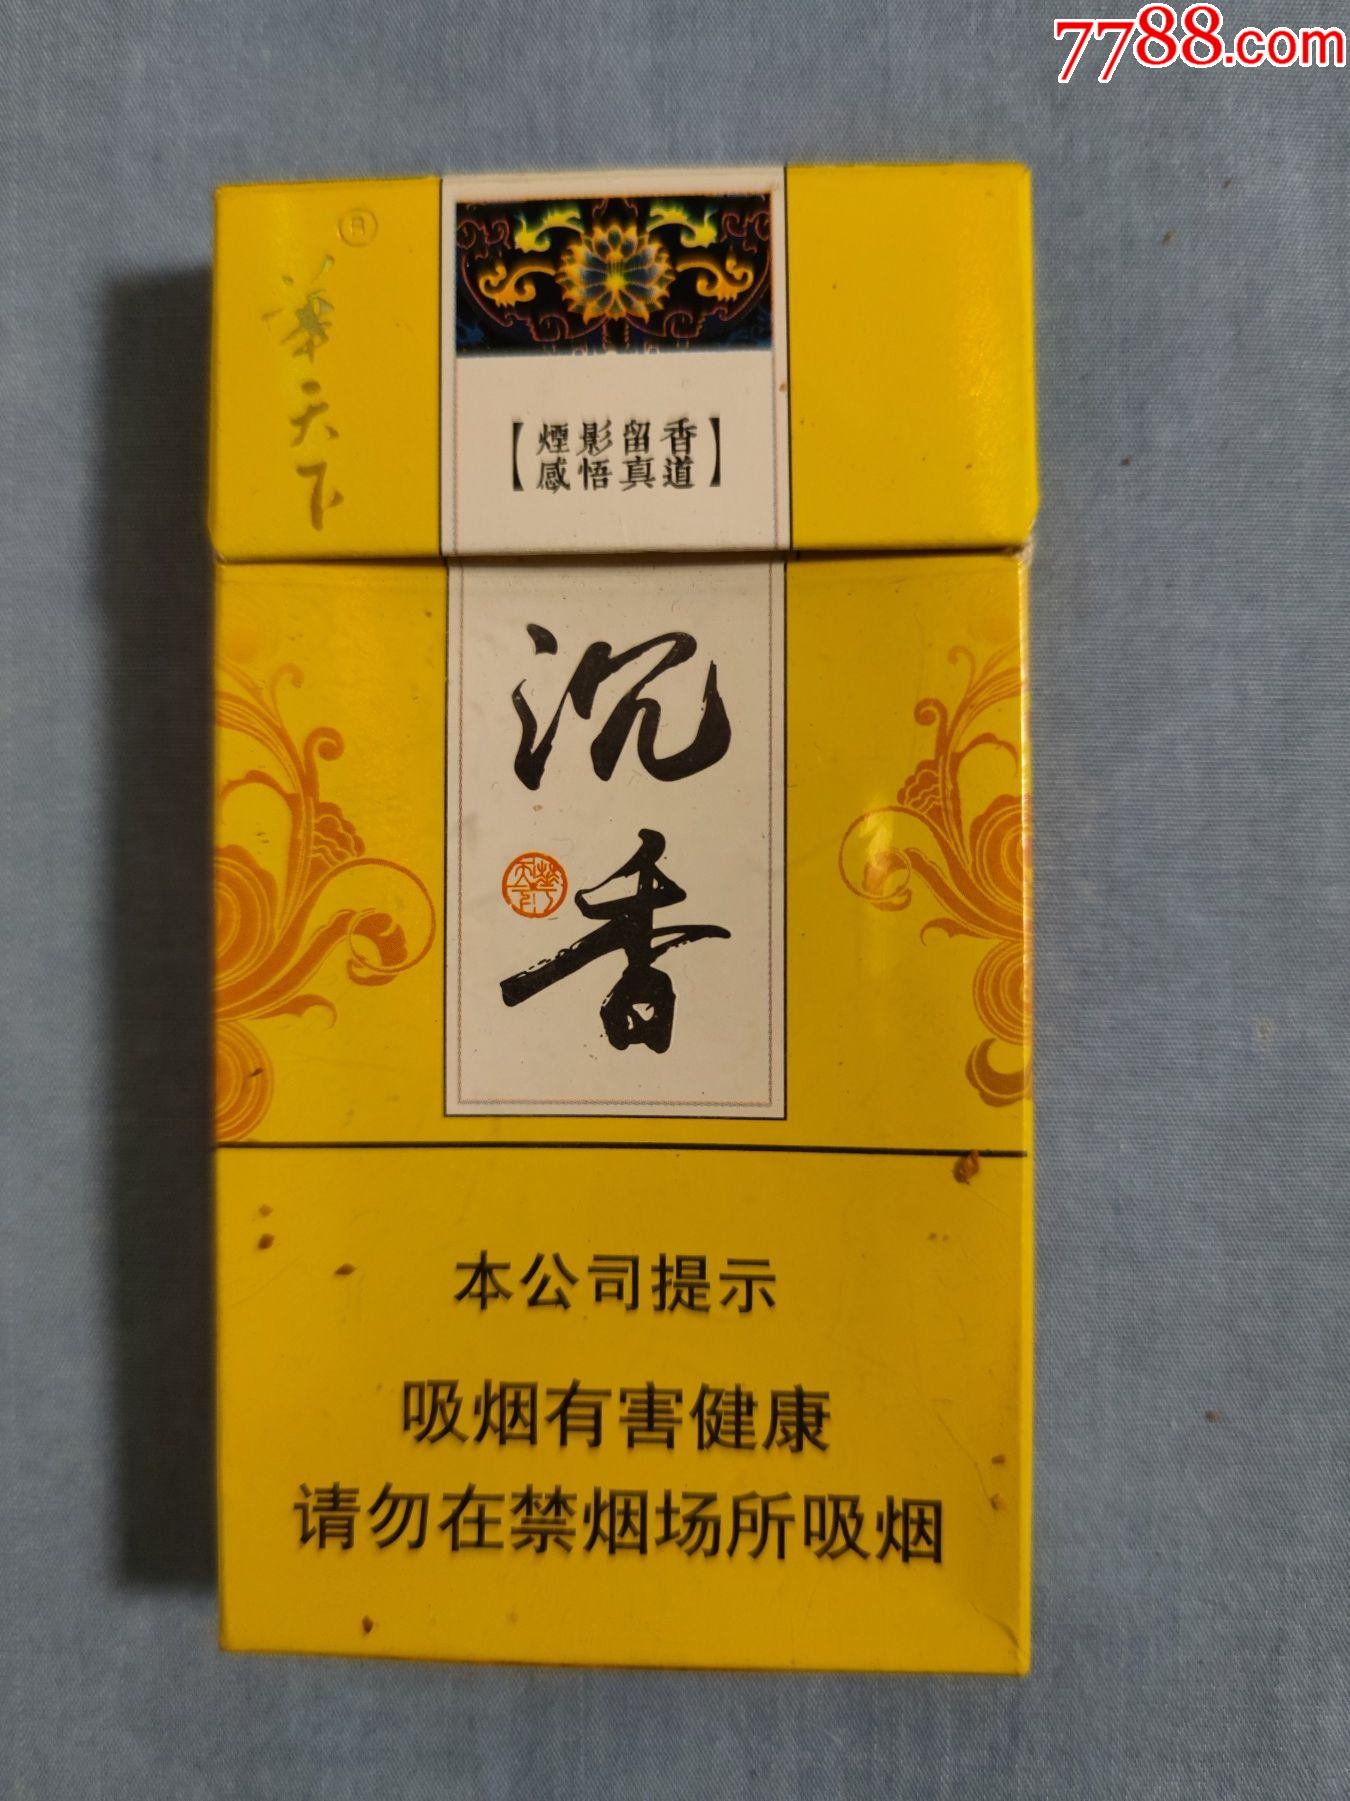 7788.com
®
華天下
【煙影留香
感悟真道】
沉香
本公司提示
吸烟有害健康
请勿在禁烟场所吸烟